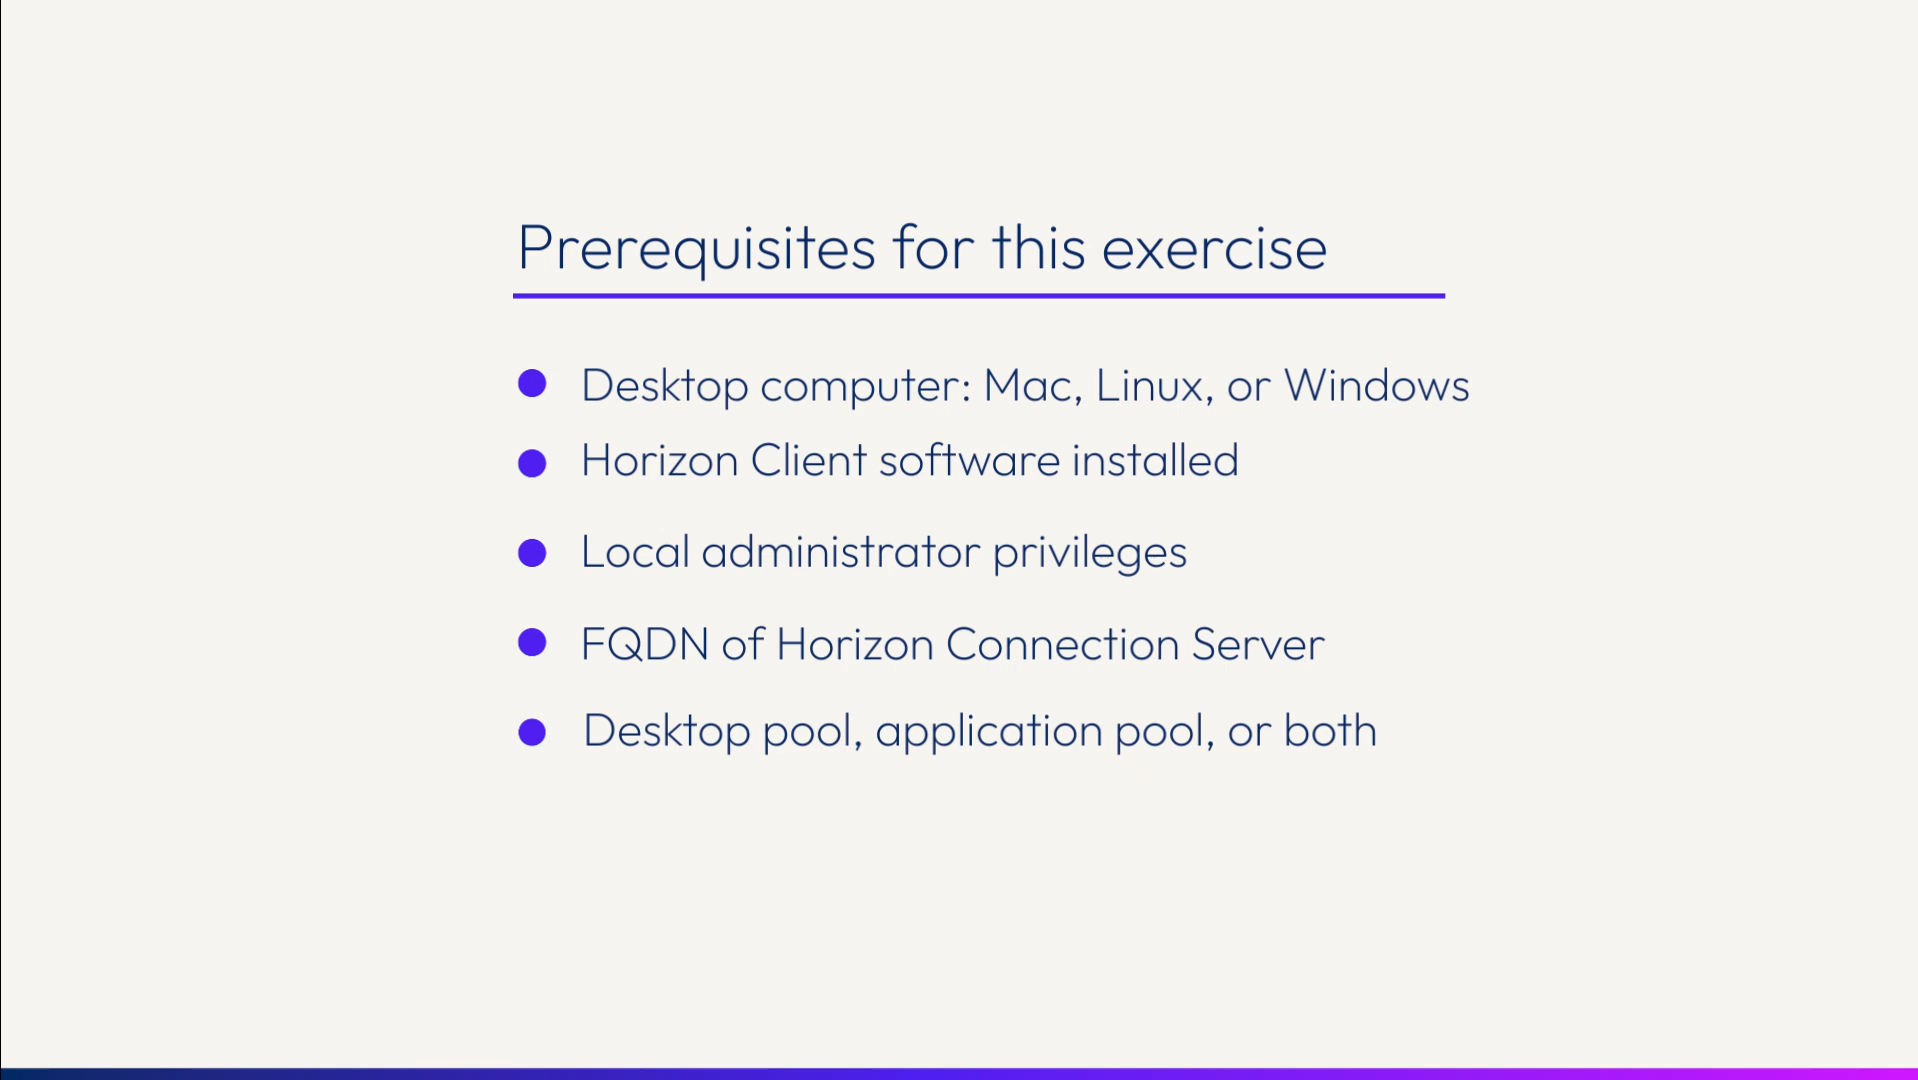 Prerequisites for this exercise
Desktop computer: Mac, Linux, or Windows
Horizon Client software installed
Local administrator privileges
FQDN of Horizon Connection Server
Desktop pool, application pool, or both